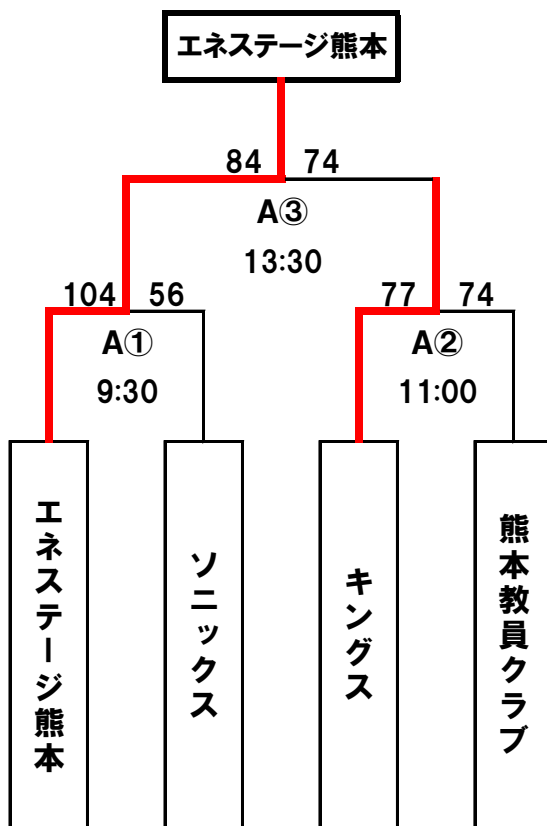 エネステージ熊本
84 74
A③
13:30
104 56
77 74
A①
A②
9:30
11:00
エネステージ熊本
ソニックス
キングス
熊本教員クラブ